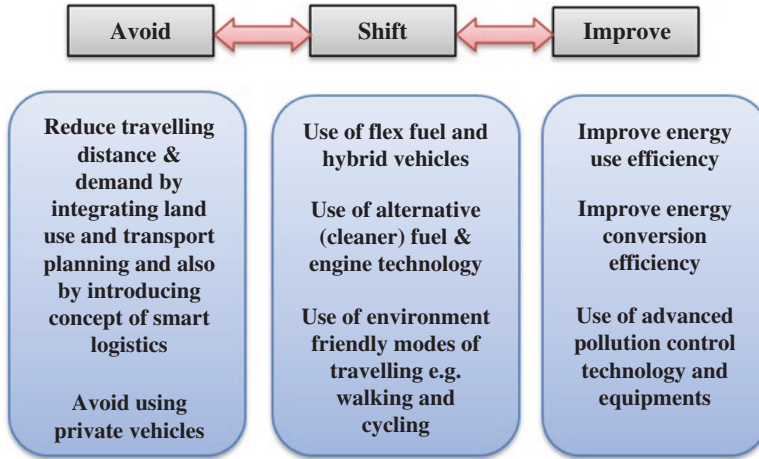 Avoid
Shift
Improve
Reduce travelling
distance &
demand by
integrating land
use and transport
planning and also
by introducing
concept of smart
logistics
Avoid using
private vehicles
Use of flex fuel and
hybrid vehicles
Use of alternative
(cleaner) fuel &
engine technology
Use of environment
friendly modes of
travelling e.g.
walking and
cycling
Improve energy
use efficiency
Improve energy
conversion
efficiency
Use of advanced
pollution control
technology and
equipments